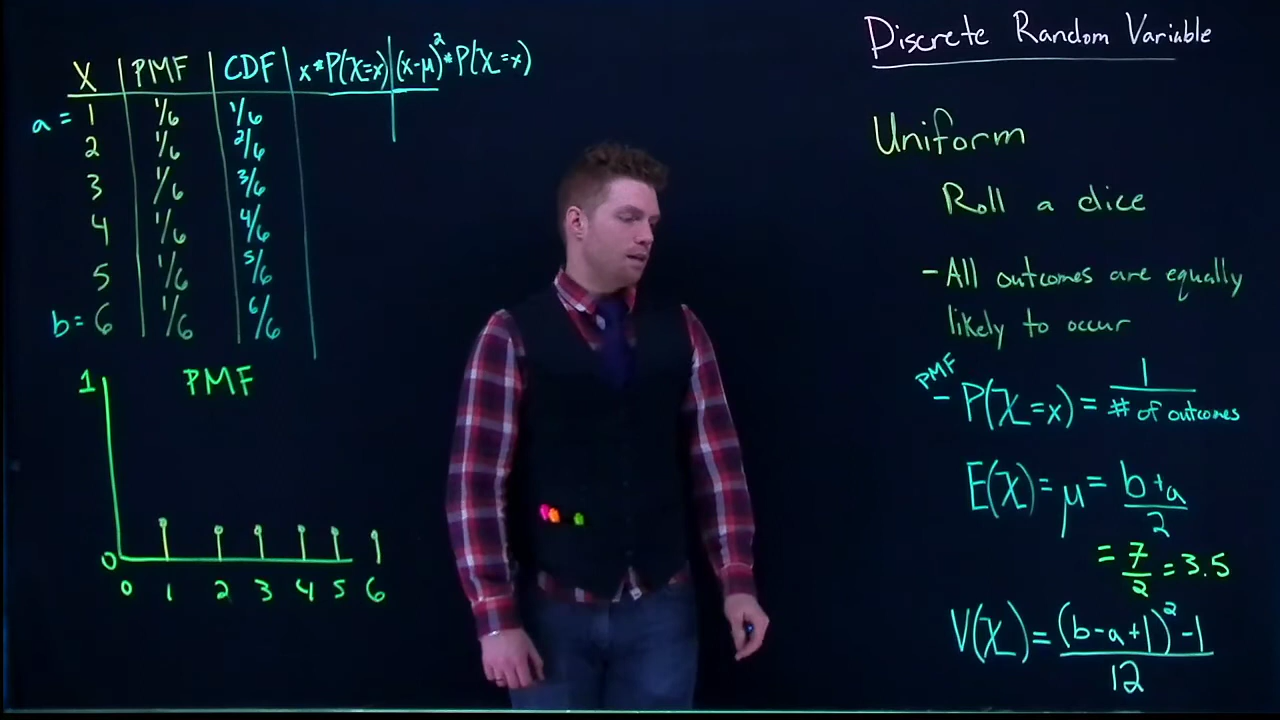 Discrete Random Variable
X PMF CDF x*P(X=x) (x-μ)²*P(X=x)
a = 1 1/6 1/6
2 1/6 2/6
3 1/6 3/6
4 1/6 4/6
5 1/6 5/6
b = 6 1/6 6/6
PMF
1
0
0 1 2 3 4 5 6
Uniform
Roll a dice
- All outcomes are equally
likely to occur
PMF
- P(X=x) = 1 / # of outcomes
E(X) = μ = b+a / 2
= 7/2 = 3.5
V(X) = (b-a+1)²-1 / 12